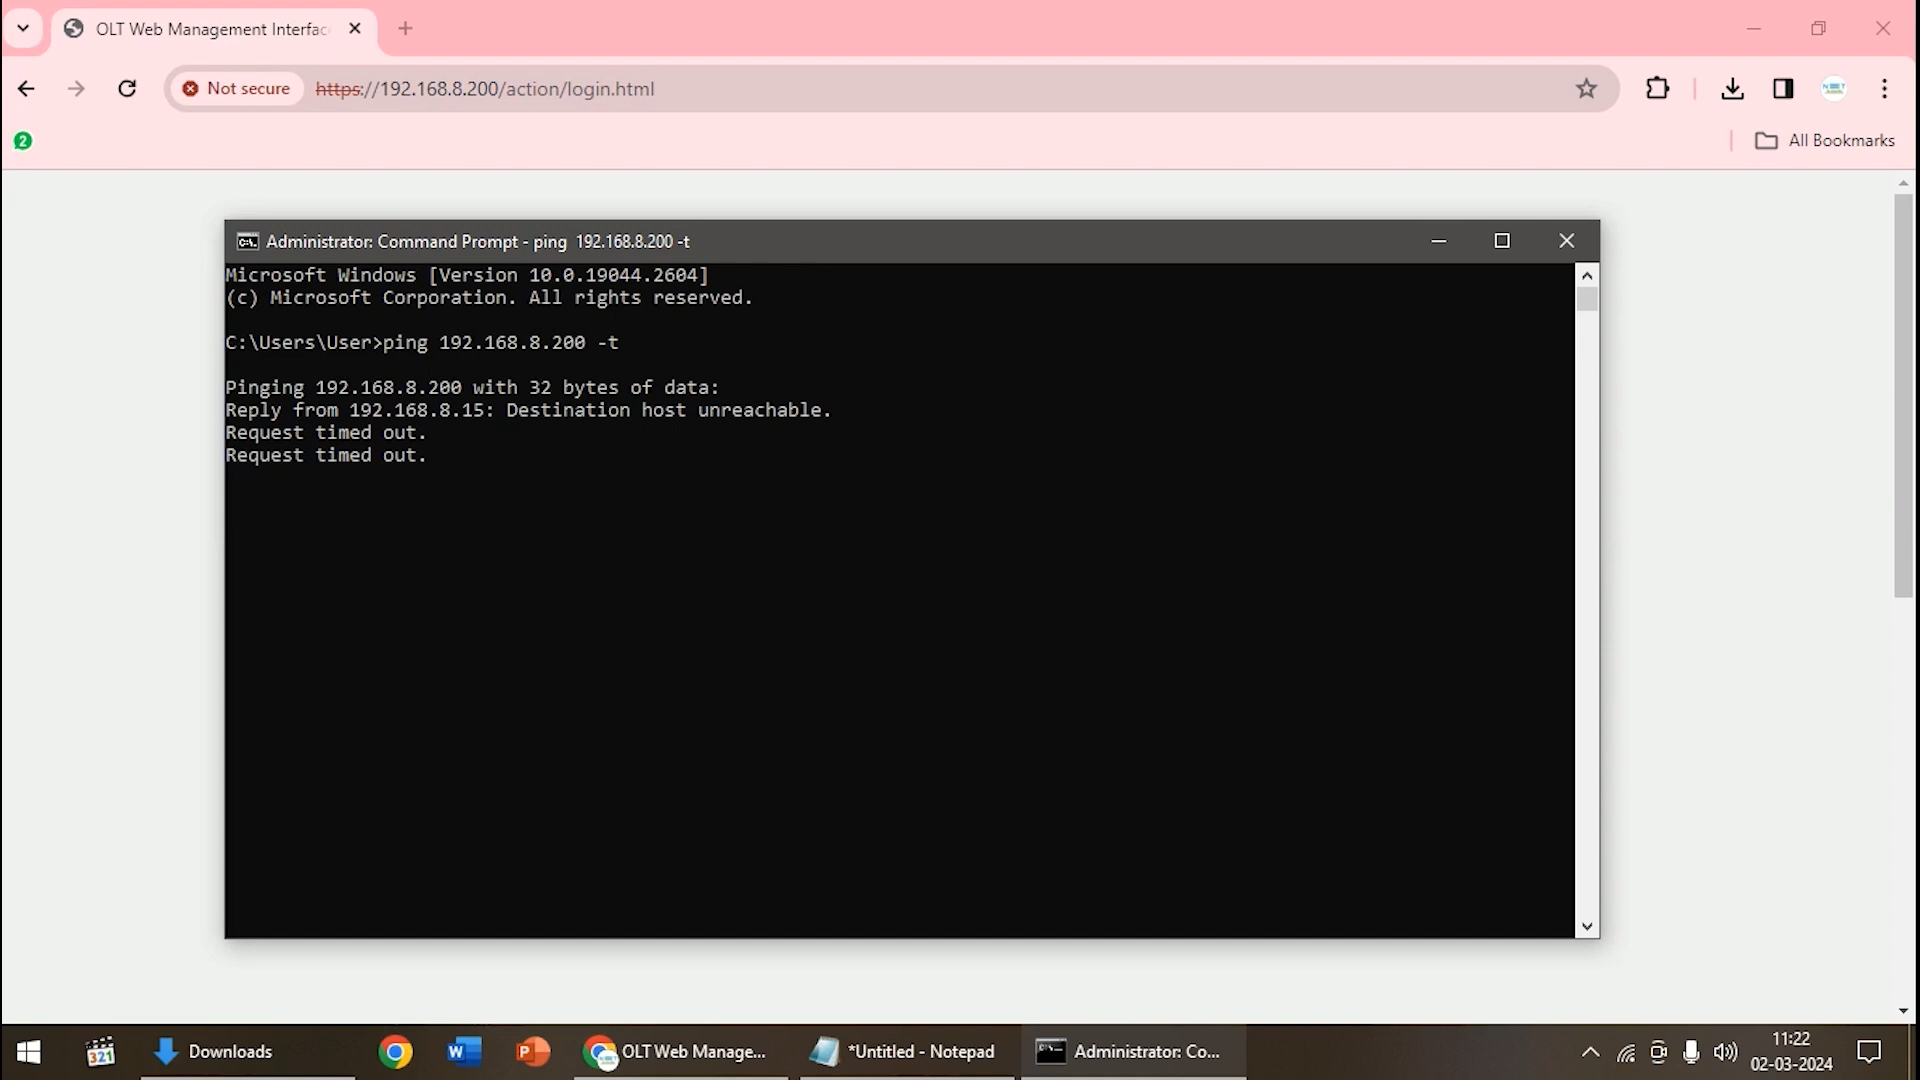 OLT Web Management Interfac
Not secure
https://192.168.8.200/action/login.html
2
All Bookmarks
Administrator: Command Prompt - ping  192.168.8.200 -t
Microsoft Windows [Version 10.0.19044.2604]
(c) Microsoft Corporation. All rights reserved.
C:\Users\User>ping 192.168.8.200 -t
Pinging 192.168.8.200 with 32 bytes of data:
Reply from 192.168.8.15: Destination host unreachable.
Request timed out.
Request timed out.
321
Downloads
OLT Web Manage...
*Untitled - Notepad
Administrator: Co...
11:22
02-03-2024